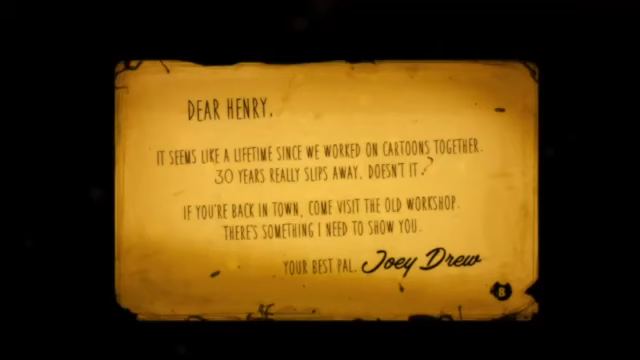 DEAR HENRY,
IT SEEMS LIKE A LIFETIME SINCE WE WORKED ON CARTOONS TOGETHER.
30 YEARS REALLY SLIPS AWAY, DOESN'T IT?
IF YOU'RE BACK IN TOWN, COME VISIT THE OLD WORKSHOP.
THERE'S SOMETHING I NEED TO SHOW YOU.
YOUR BEST PAL, Joey Drew
B